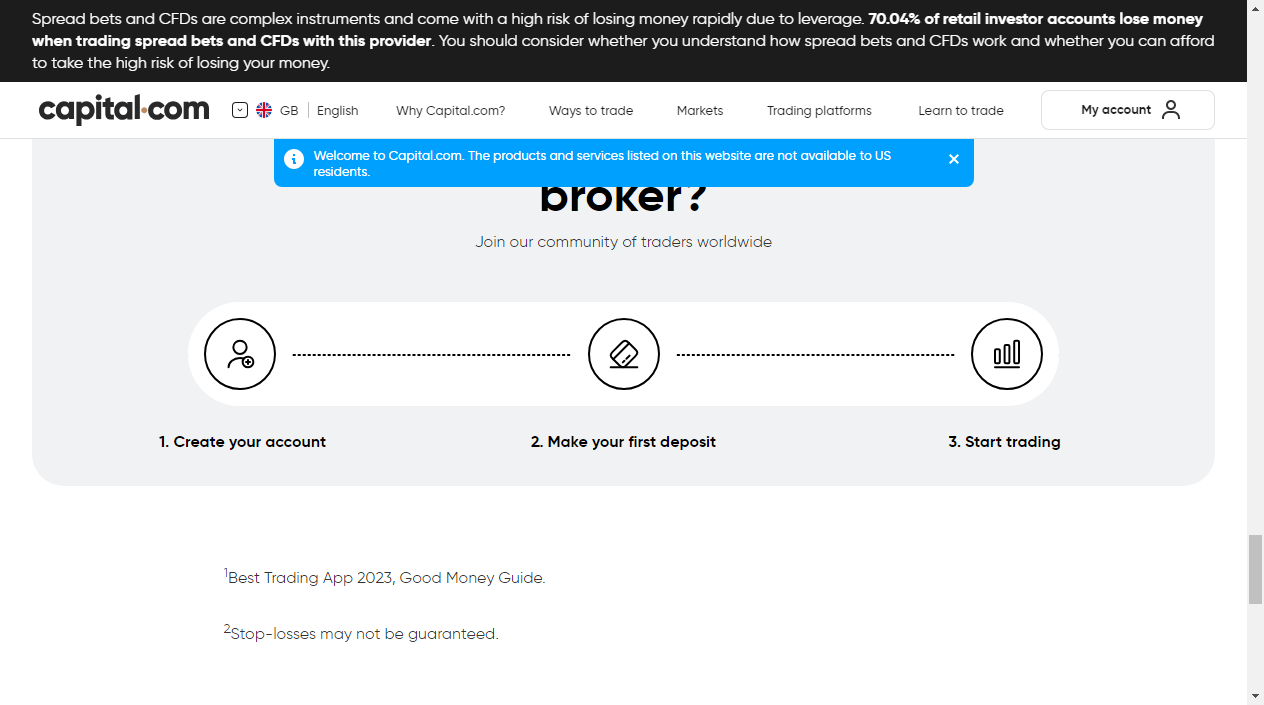 Spread bets and CFDs are complex instruments and come with a high risk of losing money rapidly due to leverage. 70.04% of retail investor accounts lose money
when trading spread bets and CFDs with this provider. You should consider whether you understand how spread bets and CFDs work and whether you can afford
to take the high risk of losing your money.
capital.com
GB
English
Why Capital.com?
Ways to trade
Markets
Trading platforms
Learn to trade
My account
Welcome to Capital.com. The products and services listed on this website are not available to US
residents.
broker?
Join our community of traders worldwide
1. Create your account
2. Make your first deposit
3. Start trading
1Best Trading App 2023, Good Money Guide.
2Stop-losses may not be guaranteed.